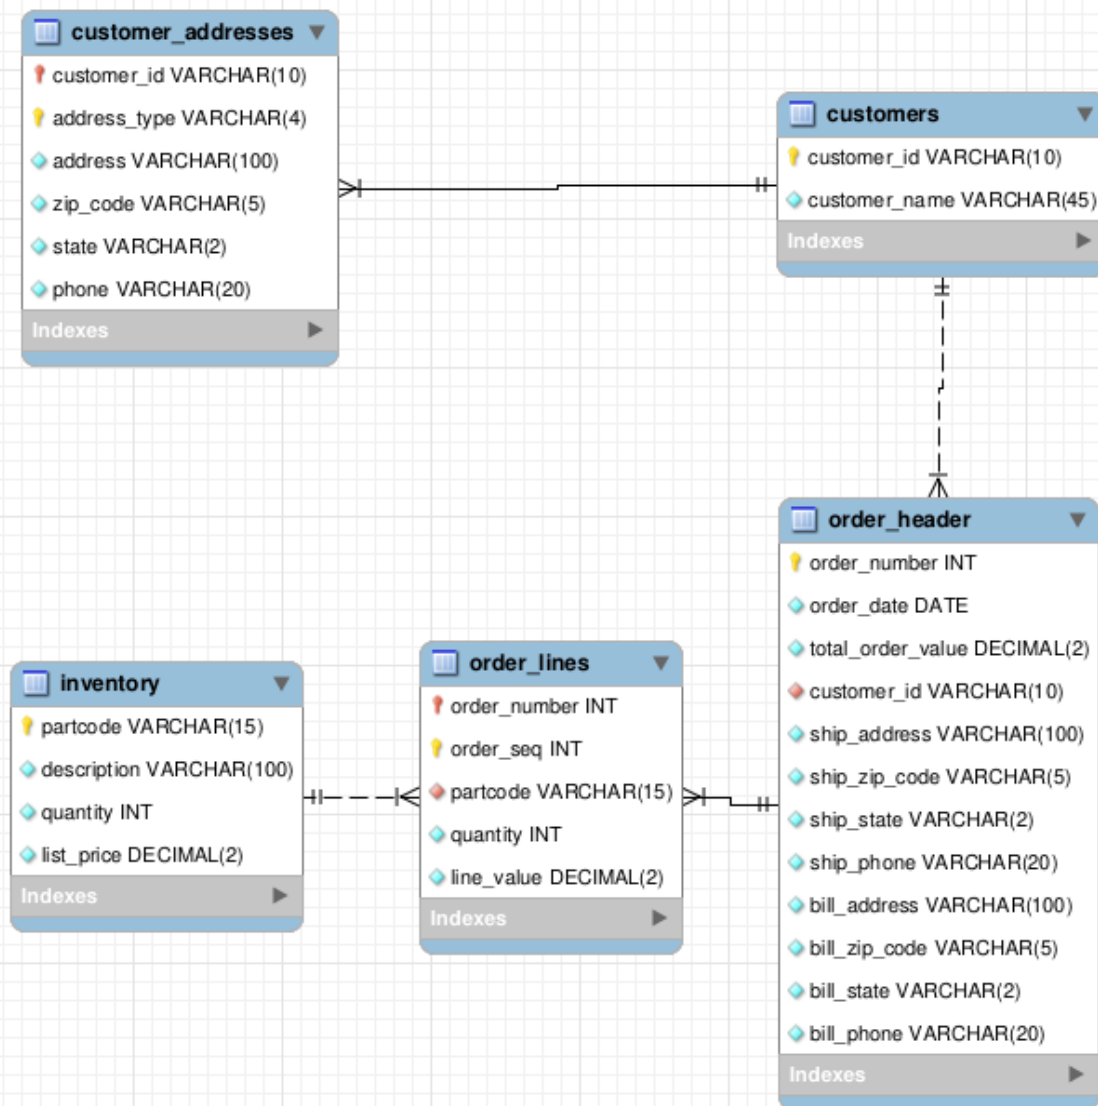 customer_addresses
customer_id VARCHAR(10)
address_type VARCHAR(4)
address VARCHAR(100)
zip_code VARCHAR(5)
state VARCHAR(2)
phone VARCHAR(20)
Indexes
customers
customer_id VARCHAR(10)
customer_name VARCHAR(45)
Indexes
inventory
partcode VARCHAR(15)
description VARCHAR(100)
quantity INT
list_price DECIMAL(2)
Indexes
order_lines
order_number INT
order_seq INT
partcode VARCHAR(15)
quantity INT
line_value DECIMAL(2)
Indexes
order_header
order_number INT
order_date DATE
total_order_value DECIMAL(2)
customer_id VARCHAR(10)
ship_address VARCHAR(100)
ship_zip_code VARCHAR(5)
ship_state VARCHAR(2)
ship_phone VARCHAR(20)
bill_address VARCHAR(100)
bill_zip_code VARCHAR(5)
bill_state VARCHAR(2)
bill_phone VARCHAR(20)
Indexes